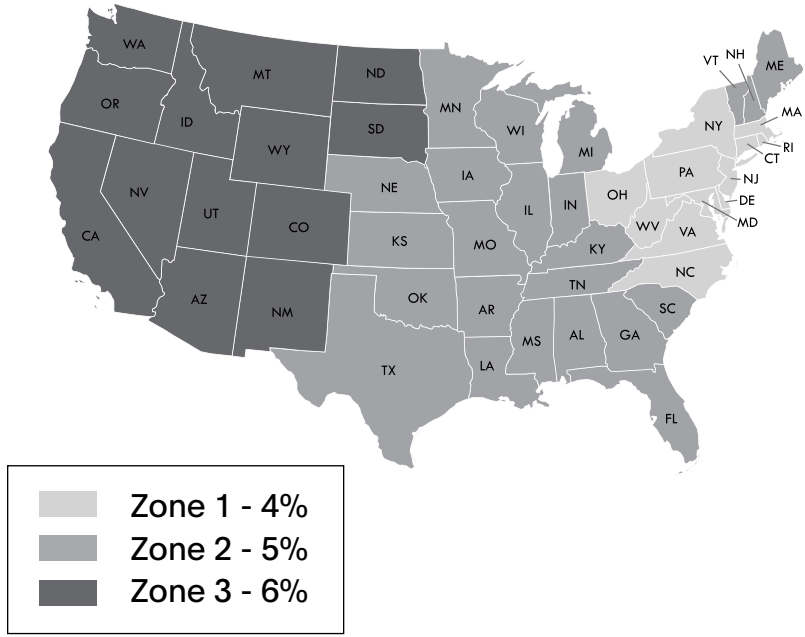 WA
OR
CA
NV
ID
MT
WY
UT
AZ
CO
NM
ND
SD
NE
KS
OK
TX
MN
IA
MO
AR
LA
WI
IL
MI
IN
OH
KY
TN
MS
AL
GA
FL
SC
NC
VA
WV
PA
NY
VT
NH
ME
MA
RI
CT
NJ
DE
MD
Zone 1 - 4%
Zone 2 - 5%
Zone 3 - 6%